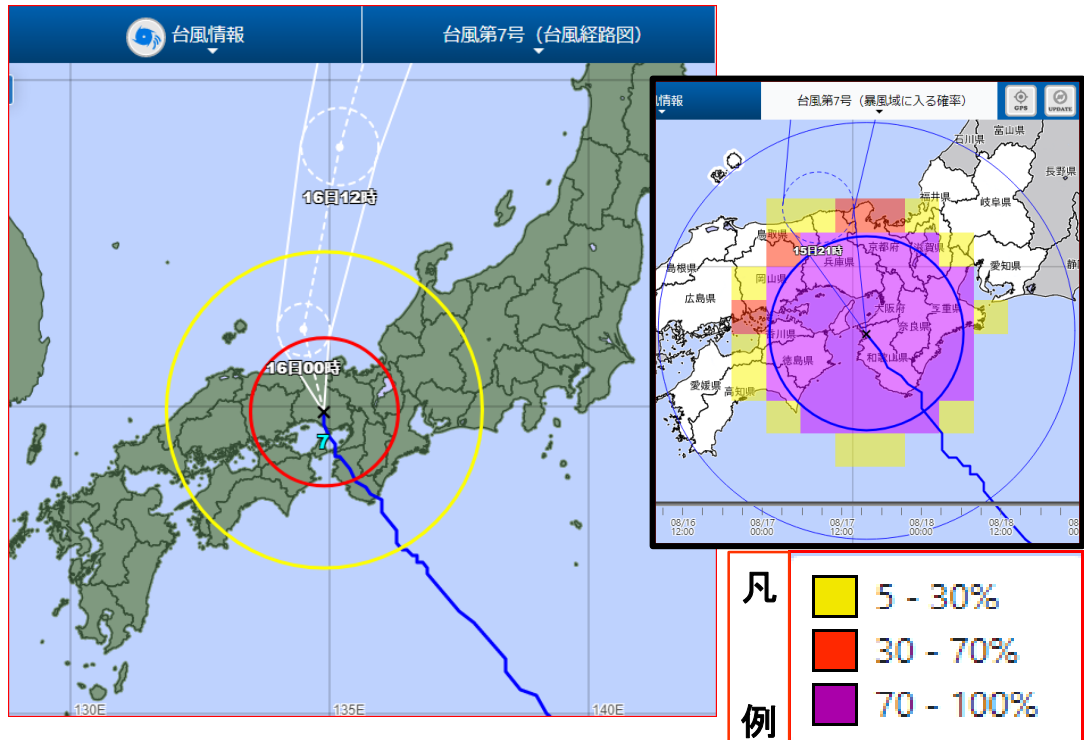 台風情報
台風第7号（台風経路図）
16日12時
16日00時
7
130E
135E
140E
情報
台風第7号（暴風域に入る確率）
GPS
UPDATE
石川県
富山県
長野県
福井県
岐阜県
鳥取県
15日21時
京都府
滋賀県
兵庫県
愛知県
静
島根県
岡山県
広島県
大阪府
三重県
香川県
奈良県
徳島県
和歌山県
愛媛県
高知県
08/16
12:00
08/17
00:00
08/17
12:00
08/18
00:00
08/18
12:00
08
00
凡
例
5 - 30%
30 - 70%
70 - 100%